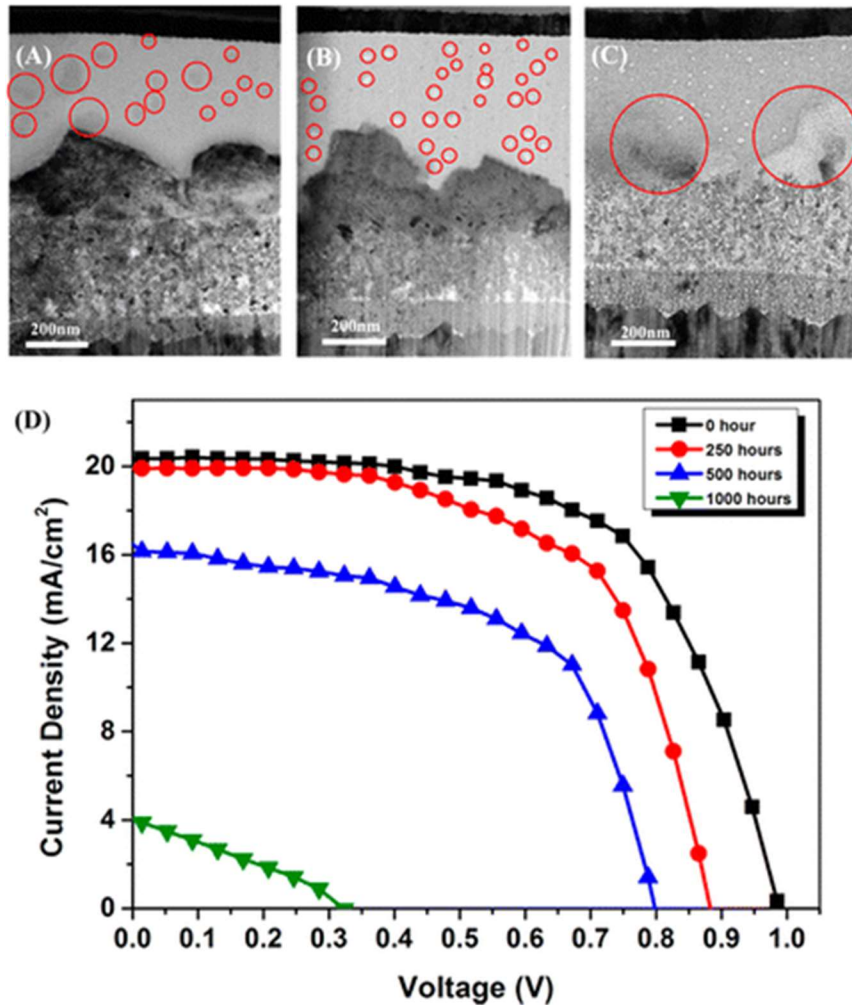 (A)
(B)
(C)
200nm
200nm
200nm
(D)
0 hour
250 hours
500 hours
1000 hours
20
16
12
8
4
0
Current Density (mA/cm²)
0.0 0.1 0.2 0.3 0.4 0.5 0.6 0.7 0.8 0.9 1.0
Voltage (V)